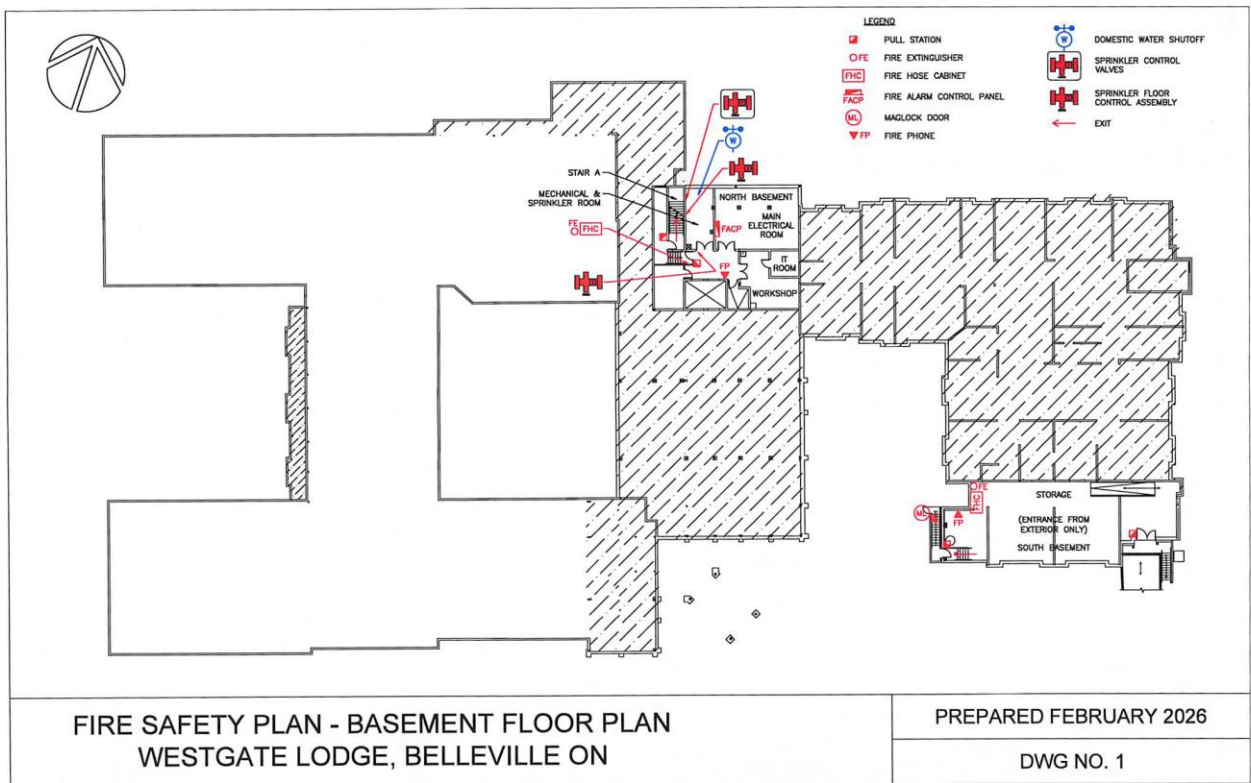 LEGEND
PULL STATION
FE FIRE EXTINGUISHER
FHC FIRE HOSE CABINET
FACP FIRE ALARM CONTROL PANEL
ML MAGLOCK DOOR
FP FIRE PHONE
W DOMESTIC WATER SHUTOFF
SPRINKLER CONTROL
VALVES
SPRINKLER FLOOR
CONTROL ASSEMBLY
EXIT
W
STAIR A
MECHANICAL &
SPRINKLER ROOM
NORTH BASEMENT
MAIN
ELECTRICAL
ROOM
FE
FHC
FACP
FP
IT
ROOM
WORKSHOP
FE
FHC
STORAGE
ML
FP
(ENTRANCE FROM
EXTERIOR ONLY)
SOUTH BASEMENT
FIRE SAFETY PLAN - BASEMENT FLOOR PLAN
WESTGATE LODGE, BELLEVILLE ON
PREPARED FEBRUARY 2026
DWG NO. 1